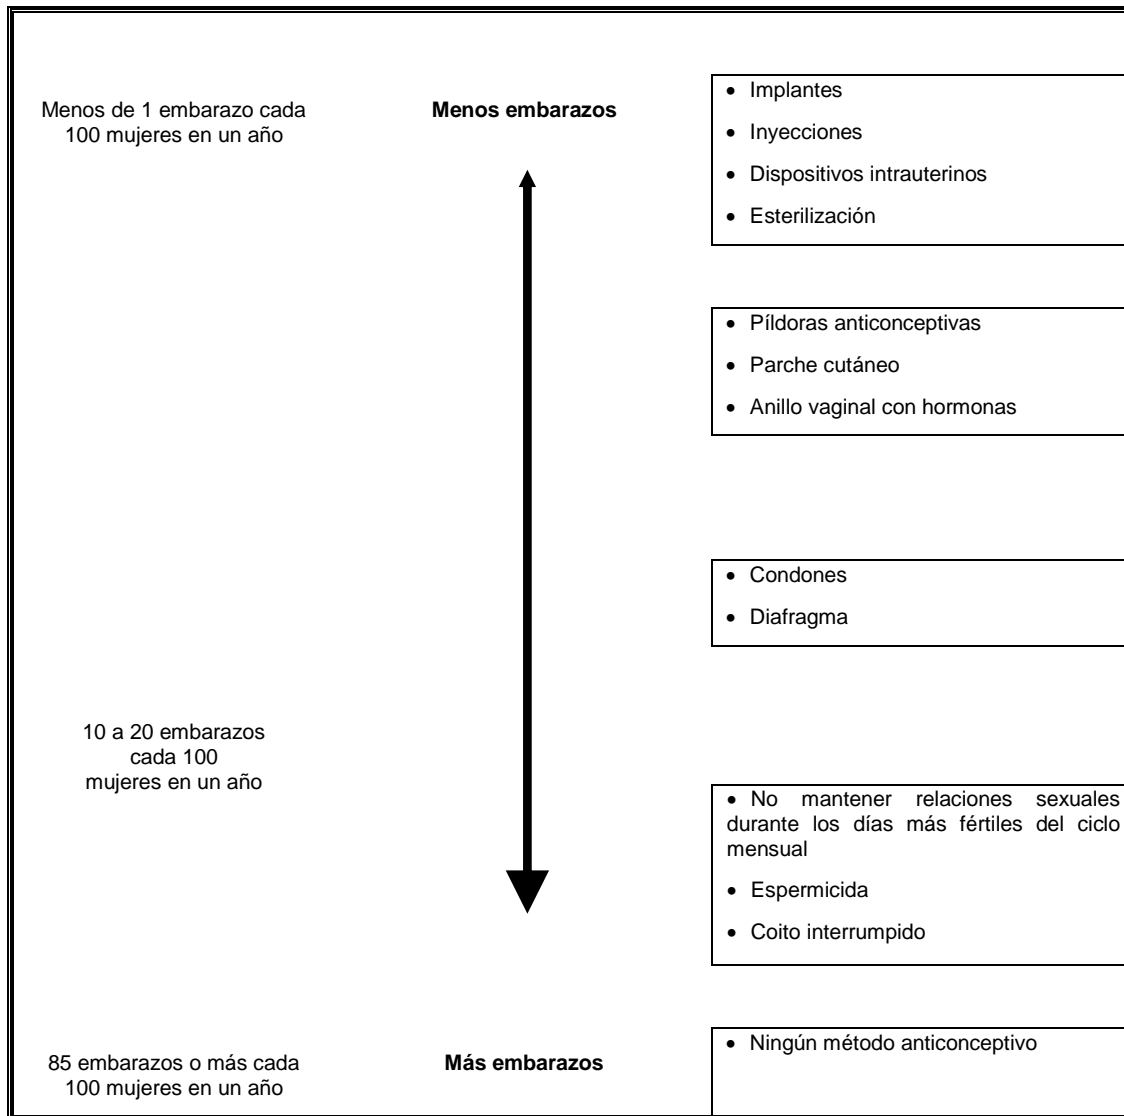 Menos de 1 embarazo cada
100 mujeres en un año
Menos embarazos
• Implantes
• Inyecciones
• Dispositivos intrauterinos
• Esterilización
• Píldoras anticonceptivas
• Parche cutáneo
• Anillo vaginal con hormonas
• Condones
• Diafragma
10 a 20 embarazos
cada 100
mujeres en un año
• No mantener relaciones sexuales
durante los días más fértiles del ciclo
mensual
• Espermicida
• Coito interrumpido
85 embarazos o más cada
100 mujeres en un año
Más embarazos
• Ningún método anticonceptivo